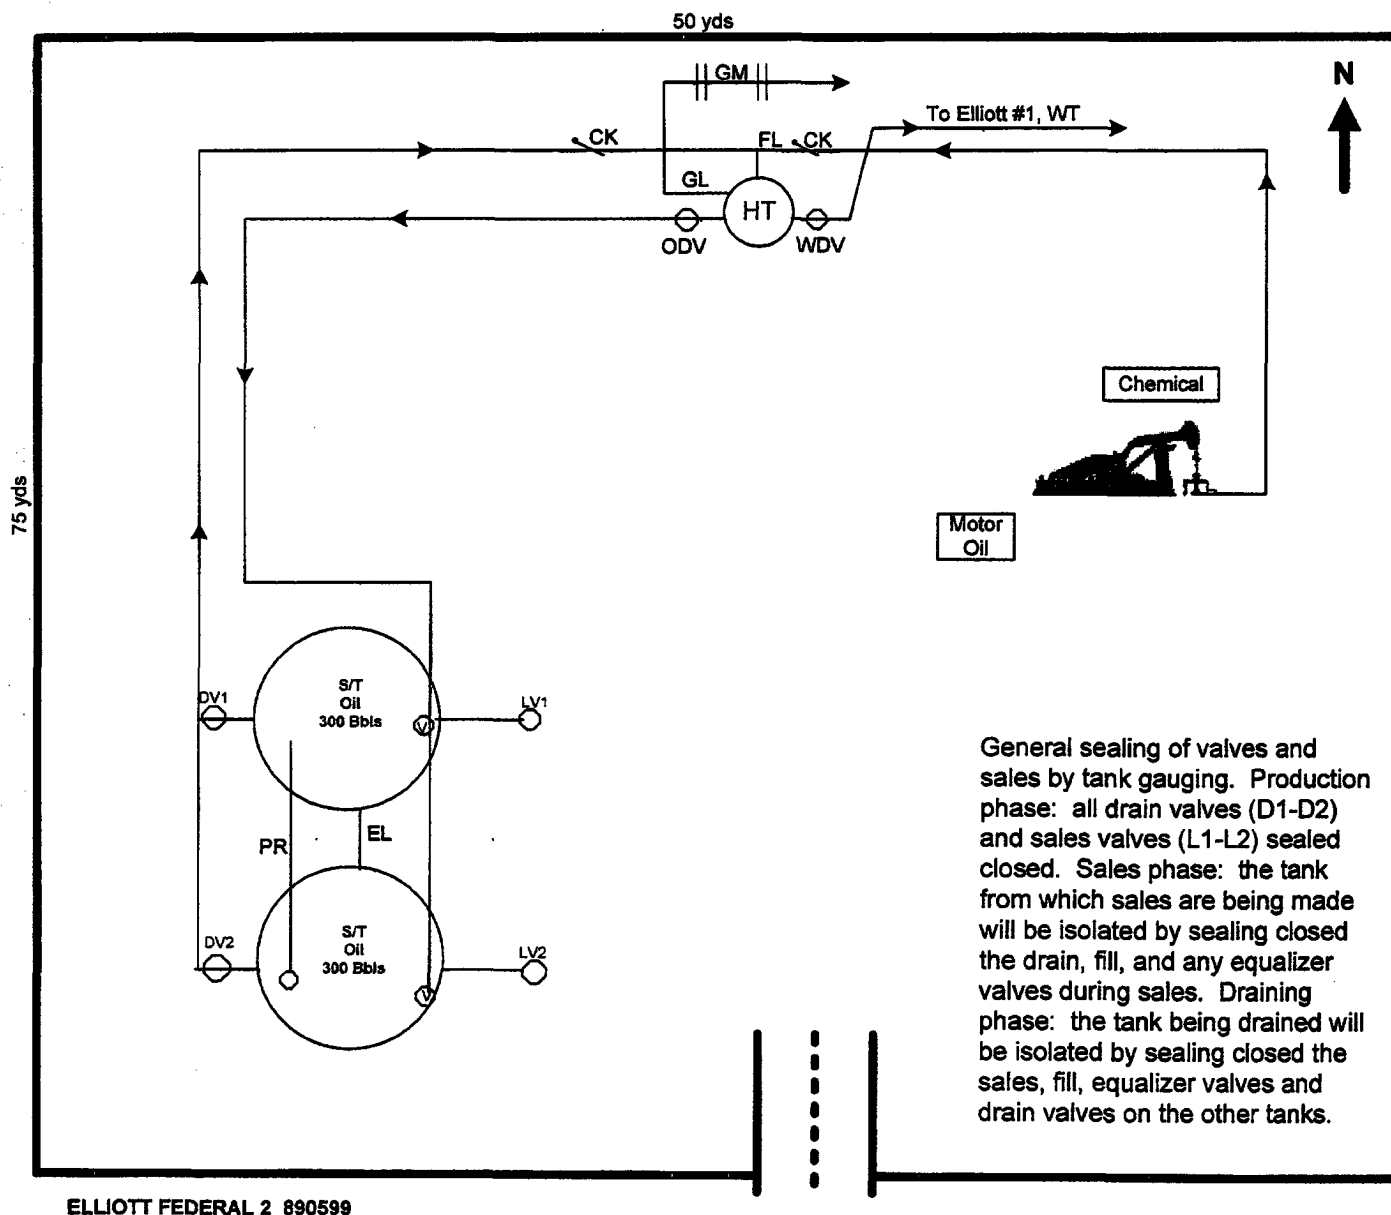 50 yds
GM
N
To Elliott #1, WT
CK
FL
CK
GL
HT
ODV
WDV
Chemical
75 yds
Motor
Oil
S/T
Oil
300 Bbls
DV1
V
LV1
General sealing of valves and
sales by tank gauging. Production
phase: all drain valves (D1-D2)
and sales valves (L1-L2) sealed
closed. Sales phase: the tank
from which sales are being made
will be isolated by sealing closed
the drain, fill, and any equalizer
valves during sales. Draining
phase: the tank being drained will
be isolated by sealing closed the
sales, fill, equalizer valves and
drain valves on the other tanks.
PR
EL
S/T
Oil
300 Bbls
DV2
LV2
V
ELLIOTT FEDERAL 2 890599